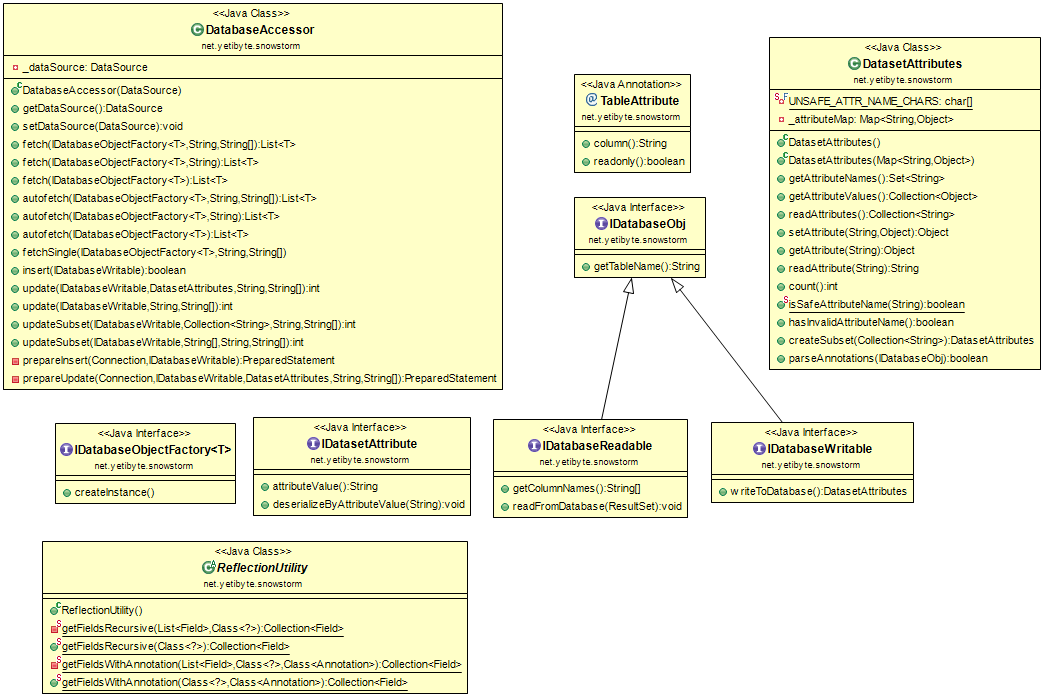 <<Java Class>>
DatabaseAccessor
net.yetibyte.snowstorm
_dataSource: DataSource
DatabaseAccessor(DataSource)
getDataSource():DataSource
setDataSource(DataSource):void
fetch(IDatabaseObjectFactory<T>,String,String[]):List<T>
fetch(IDatabaseObjectFactory<T>,String):List<T>
fetch(IDatabaseObjectFactory<T>):List<T>
autofetch(IDatabaseObjectFactory<T>,String,String[]):List<T>
autofetch(IDatabaseObjectFactory<T>,String):List<T>
autofetch(IDatabaseObjectFactory<T>):List<T>
fetchSingle(IDatabaseObjectFactory<T>,String,String[])
insert(IDatabaseWritable):boolean
update(IDatabaseWritable,DatasetAttributes,String,String[]):int
update(IDatabaseWritable,String,String[]):int
updateSubset(IDatabaseWritable,Collection<String>,String,String[]):int
updateSubset(IDatabaseWritable,String[],String,String[]):int
prepareInsert(Connection,IDatabaseWritable):PreparedStatement
prepareUpdate(Connection,IDatabaseWritable,DatasetAttributes,String,String[]):PreparedStatement
<<Java Annotation>>
TableAttribute
net.yetibyte.snowstorm
column():String
readonly():boolean
<<Java Interface>>
IDatabaseObj
net.yetibyte.snowstorm
getTableName():String
<<Java Class>>
DatasetAttributes
net.yetibyte.snowstorm
UNSAFE_ATTR_NAME_CHARS: char[]
_attributeMap: Map<String,Object>
DatasetAttributes()
DatasetAttributes(Map<String,Object>)
getAttributeNames():Set<String>
getAttributeValues():Collection<Object>
readAttributes():Collection<String>
setAttribute(String,Object):Object
getAttribute(String):Object
readAttribute(String):String
count():int
isSafeAttributeName(String):boolean
hasInvalidAttributeName():boolean
createSubset(Collection<String>):DatasetAttributes
parseAnnotations(IDatabaseObj):boolean
<<Java Interface>>
IDatabaseObjectFactory<T>
net.yetibyte.snowstorm
createInstance()
<<Java Interface>>
IDatasetAttribute
net.yetibyte.snowstorm
attributeValue():String
deserializeByAttributeValue(String):void
<<Java Interface>>
IDatabaseReadable
net.yetibyte.snowstorm
getColumnNames():String[]
readFromDatabase(ResultSet):void
<<Java Interface>>
IDatabaseWritable
net.yetibyte.snowstorm
writeToDatabase():DatasetAttributes
<<Java Class>>
ReflectionUtility
net.yetibyte.snowstorm
ReflectionUtility()
getFieldsRecursive(List<Field>,Class<?>):Collection<Field>
getFieldsRecursive(Class<?>):Collection<Field>
getFieldsWithAnnotation(List<Field>,Class<?>,Class<Annotation>):Collection<Field>
getFieldsWithAnnotation(Class<?>,Class<Annotation>):Collection<Field>